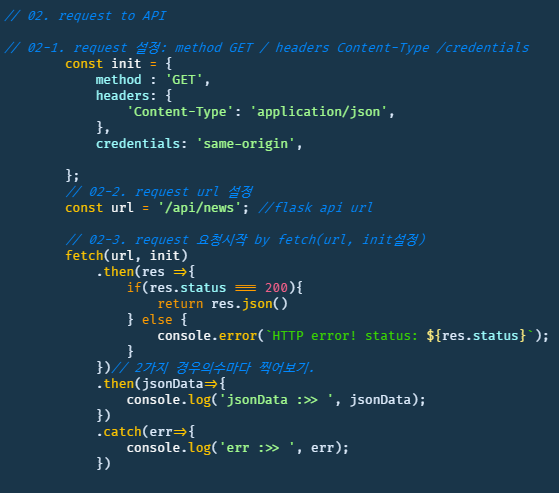 // 02. request to API
// 02-1. request 설정: method GET / headers Content-Type /credentials
const init = {
method : 'GET',
headers: {
'Content-Type': 'application/json',
},
credentials: 'same-origin',
};
// 02-2. request url 설정
const url = '/api/news'; //flask api url
// 02-3. request 요청시작 by fetch(url, init설정)
fetch(url, init)
.then(res =>{
if(res.status === 200){
return res.json()
} else {
console.error(`HTTP error! status: ${res.status}`);
}
})// 2가지 경우의수마다 찍어보기.
.then(jsonData=>{
console.log('jsonData :>> ', jsonData);
})
.catch(err=>{
console.log('err :>> ', err);
})